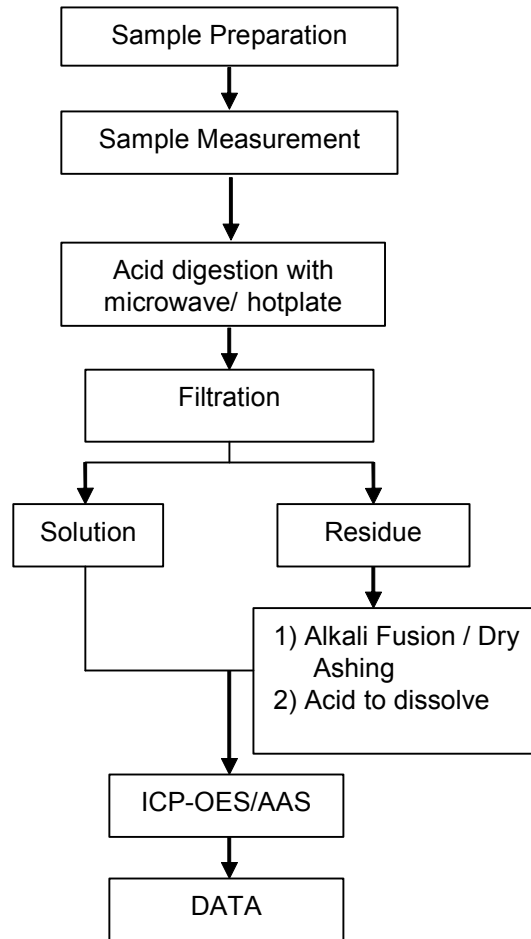 Sample Preparation
Sample Measurement
Acid digestion with
microwave/ hotplate
Filtration
Solution
Residue
1) Alkali Fusion / Dry
Ashing
2) Acid to dissolve
ICP-OES/AAS
DATA